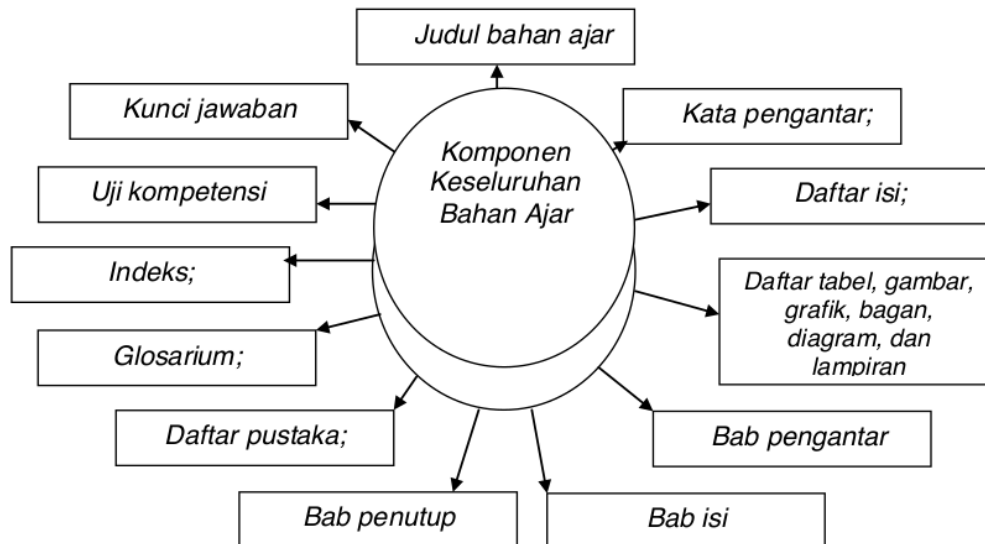 Judul bahan ajar
Kata pengantar;
Daftar isi;
Daftar tabel, gambar,
grafik, bagan,
diagram, dan
lampiran
Bab pengantar
Bab isi
Bab penutup
Daftar pustaka;
Glosarium;
Indeks;
Uji kompetensi
Kunci jawaban
Komponen
Keseluruhan
Bahan Ajar